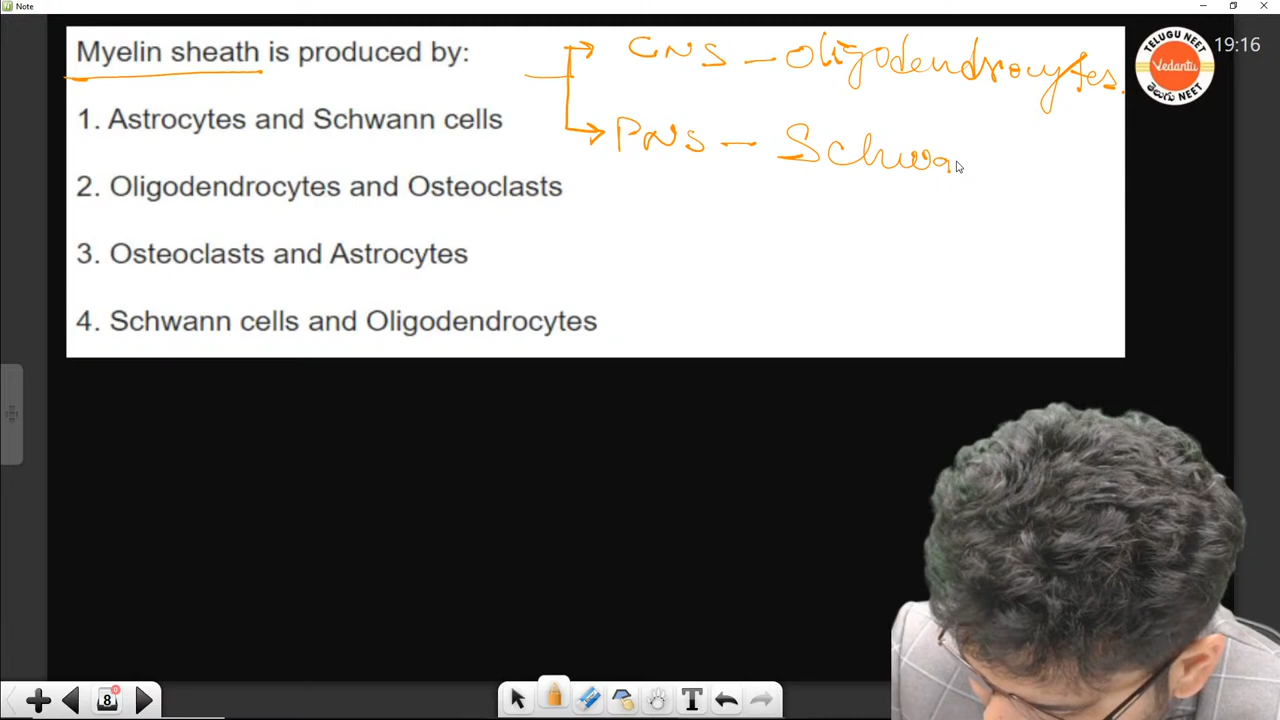 Note
Myelin sheath is produced by:
CNS - Oligodendrocytes.
TELUGU NEET
Vedantu
తెలుగు NEET
19:16
1. Astrocytes and Schwann cells
PNS - Schwa
2. Oligodendrocytes and Osteoclasts
3. Osteoclasts and Astrocytes
4. Schwann cells and Oligodendrocytes
8
0
T